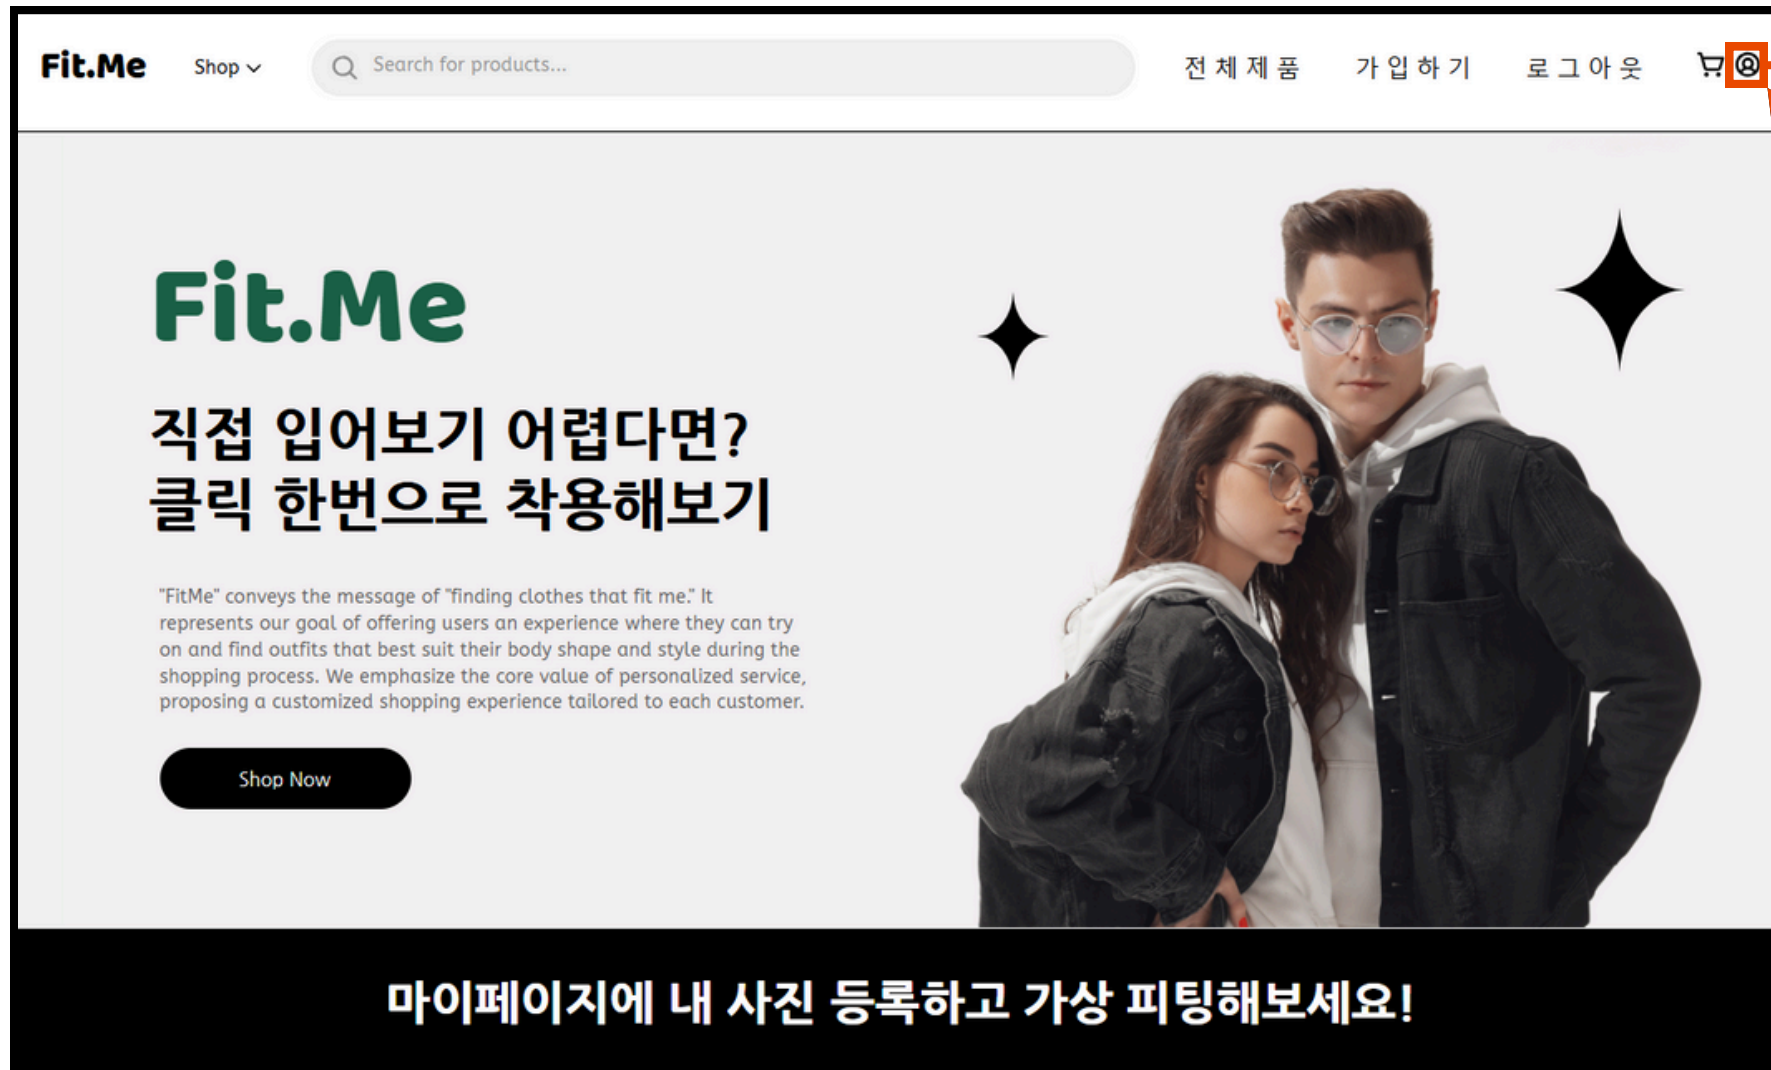 Fit.Me
Shop
Search for products...
전체제품
가입하기
로그아웃
Fit.Me
직접 입어보기 어렵다면?
클릭 한번으로 착용해보기
"FitMe" conveys the message of "finding clothes that fit me." It
represents our goal of offering users an experience where they can try
on and find outfits that best suit their body shape and style during the
shopping process. We emphasize the core value of personalized service,
proposing a customized shopping experience tailored to each customer.
Shop Now
마이페이지에 내 사진 등록하고 가상 피팅해보세요!